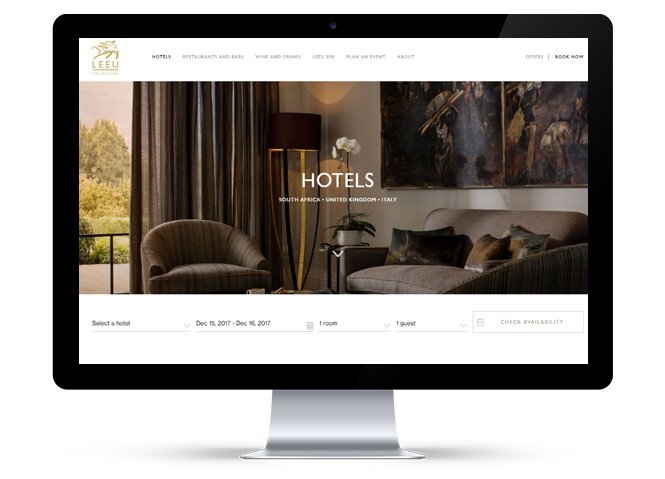 LEEU
COLLECTION
HOTELS RESTAURANTS AND BARS WINE AND DRINKS LEEU SPA PLAN AN EVENT ABOUT OFFERS | BOOK NOW
HOTELS
SOUTH AFRICA • UNITED KINGDOM • ITALY
Select a hotel Dec 15, 2017 - Dec 16, 2017 1 room 1 guest CHECK AVAILABILITY